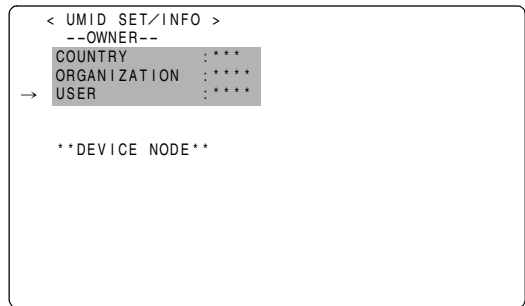 < UMID SET/INFO >
--OWNER--
COUNTRY :***
ORGANIZATION :****
→ USER :****
**DEVICE NODE**